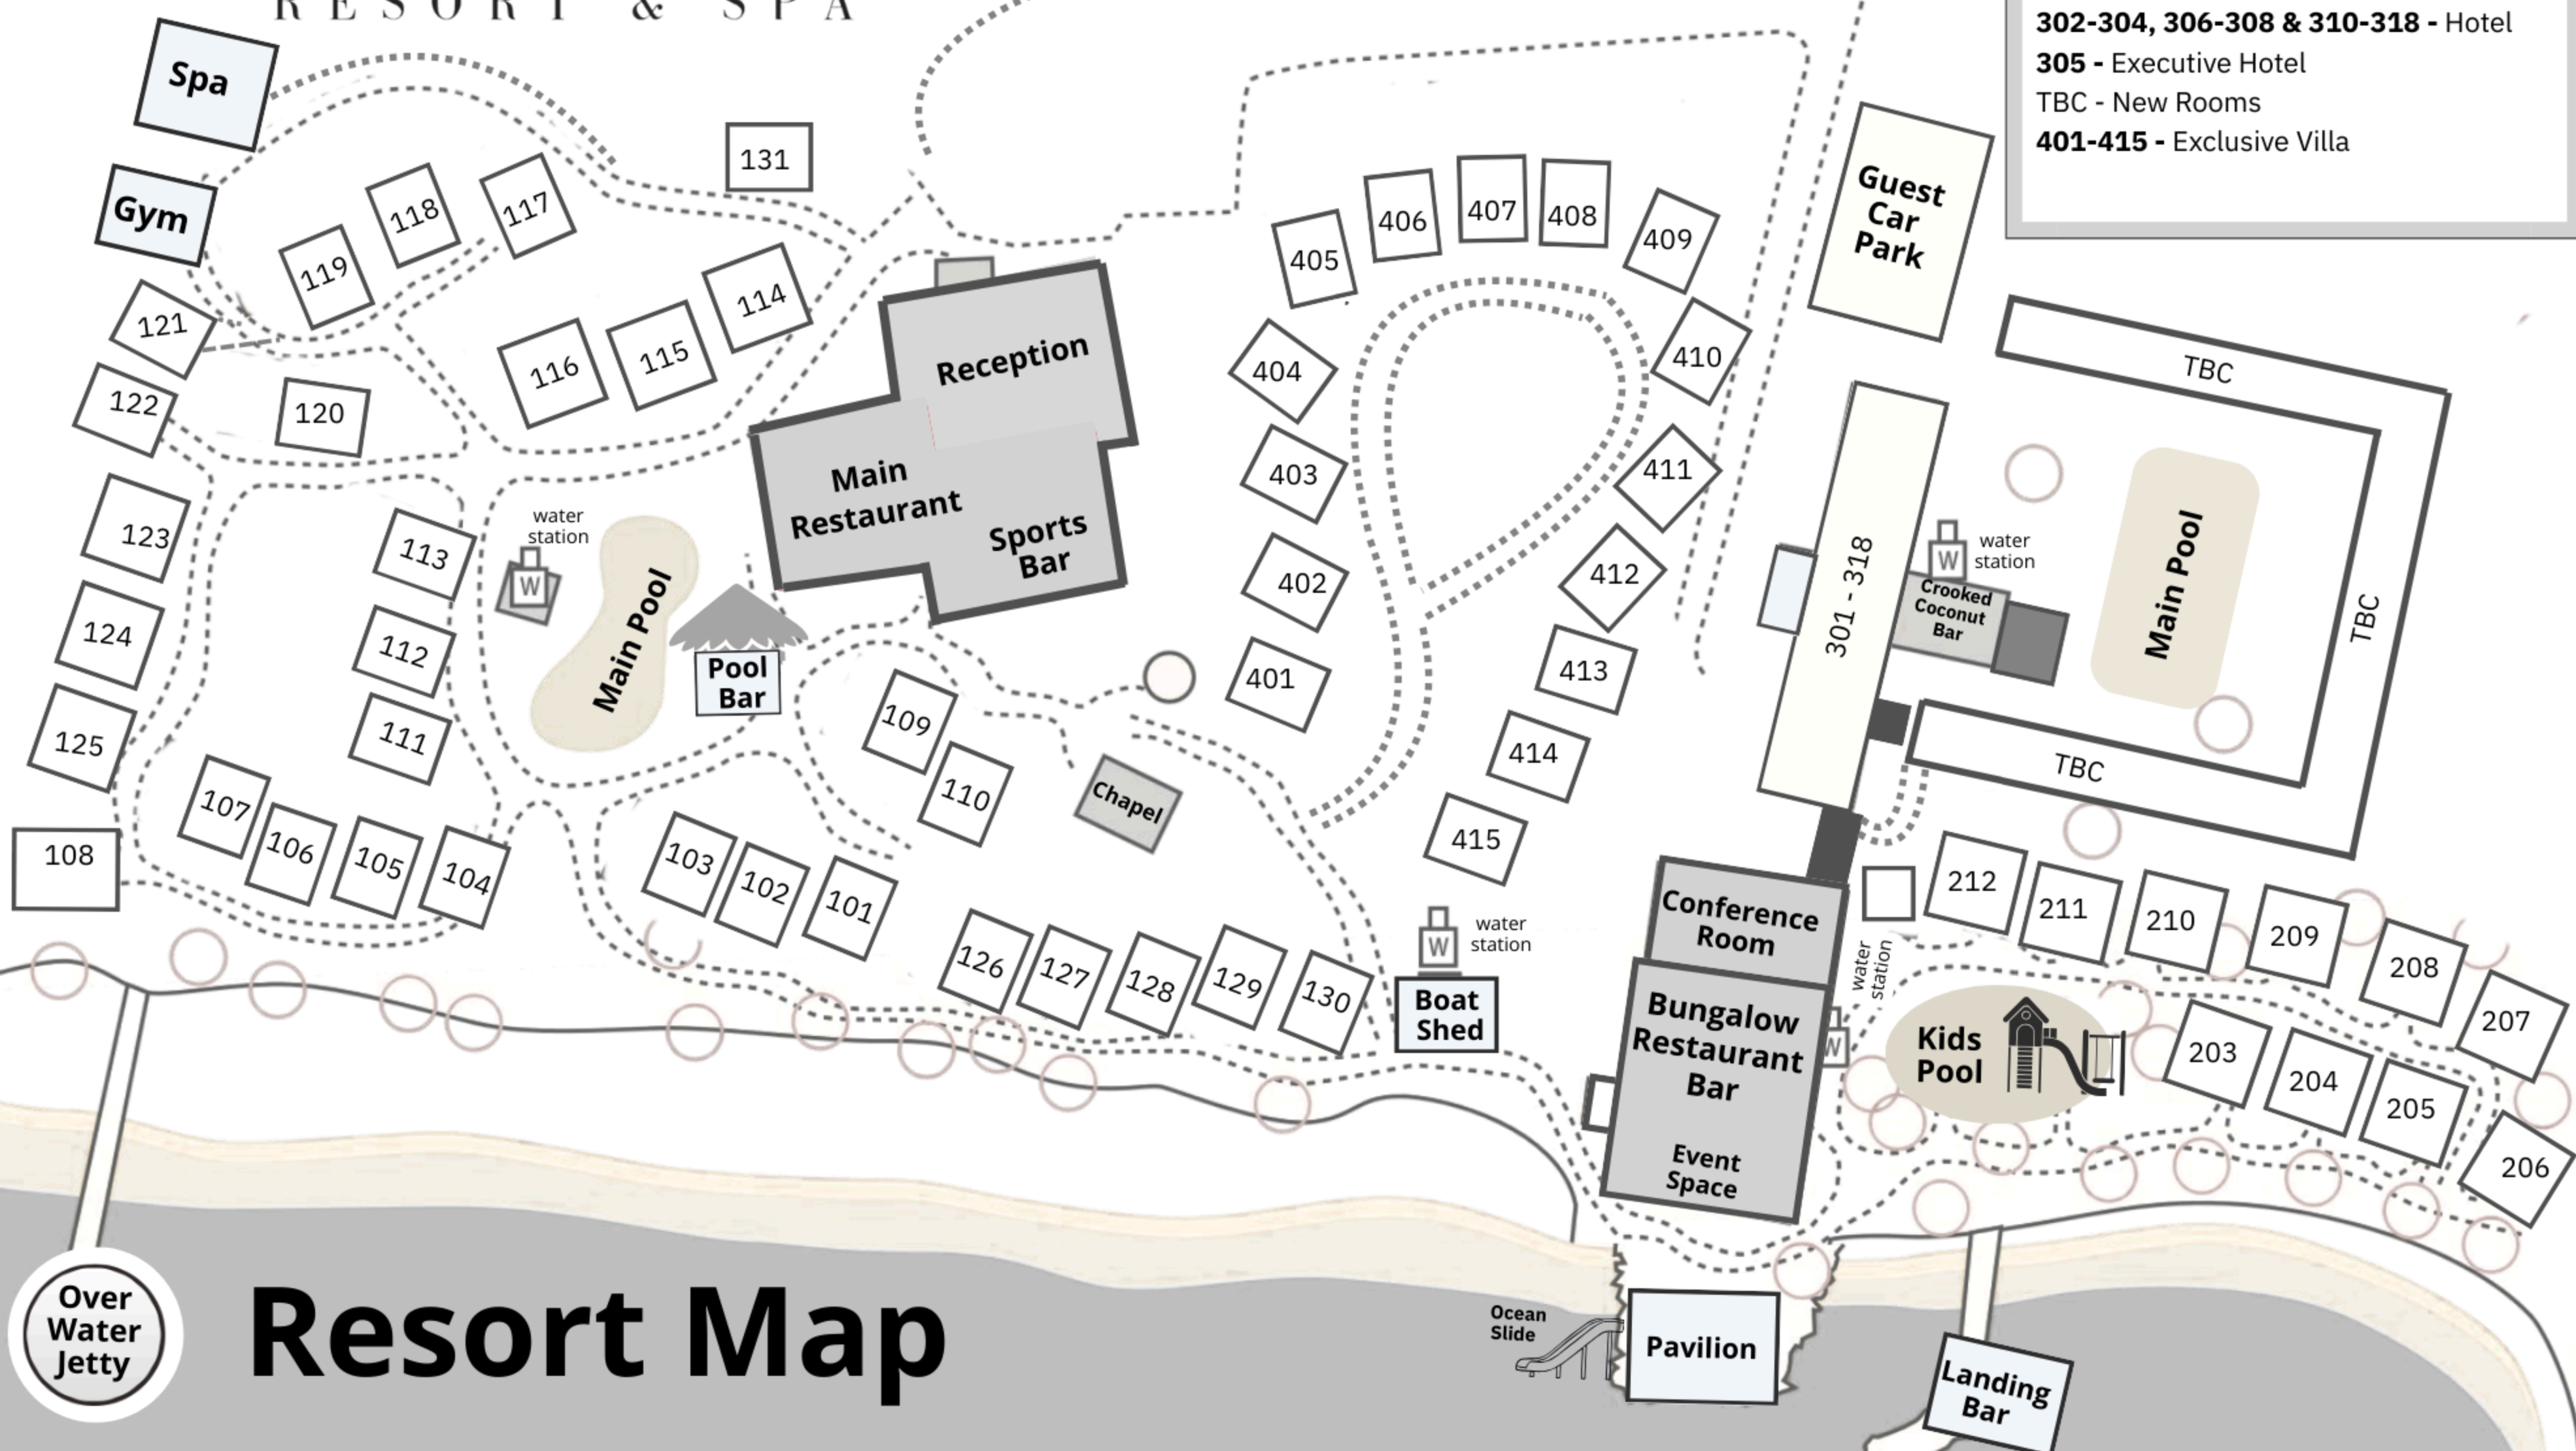 RESORT & SPA
302-304, 306-308 & 310-318 - Hotel
305 - Executive Hotel
TBC - New Rooms
401-415 - Exclusive Villa
Spa
Gym
131
117
118
119
114
115
116
121
122
120
123
124
125
113
112
111
107
106
105
104
108
water
station
W
Main Pool
Pool
Bar
Reception
Main
Restaurant
Sports
Bar
109
110
Chapel
103
102
101
126
127
128
129
130
405
406
407
408
409
404
410
403
411
402
412
401
413
414
415
Guest
Car
Park
301 - 318
TBC
TBC
TBC
water
station
W
Crooked
Coconut
Bar
Main Pool
water
station
W
Boat
Shed
Conference
Room
Bungalow
Restaurant
Bar
Event
Space
water
station
W
Kids
Pool
212
211
210
209
208
207
203
204
205
206
Over
Water
Jetty
Resort Map
Ocean
Slide
Pavilion
Landing
Bar